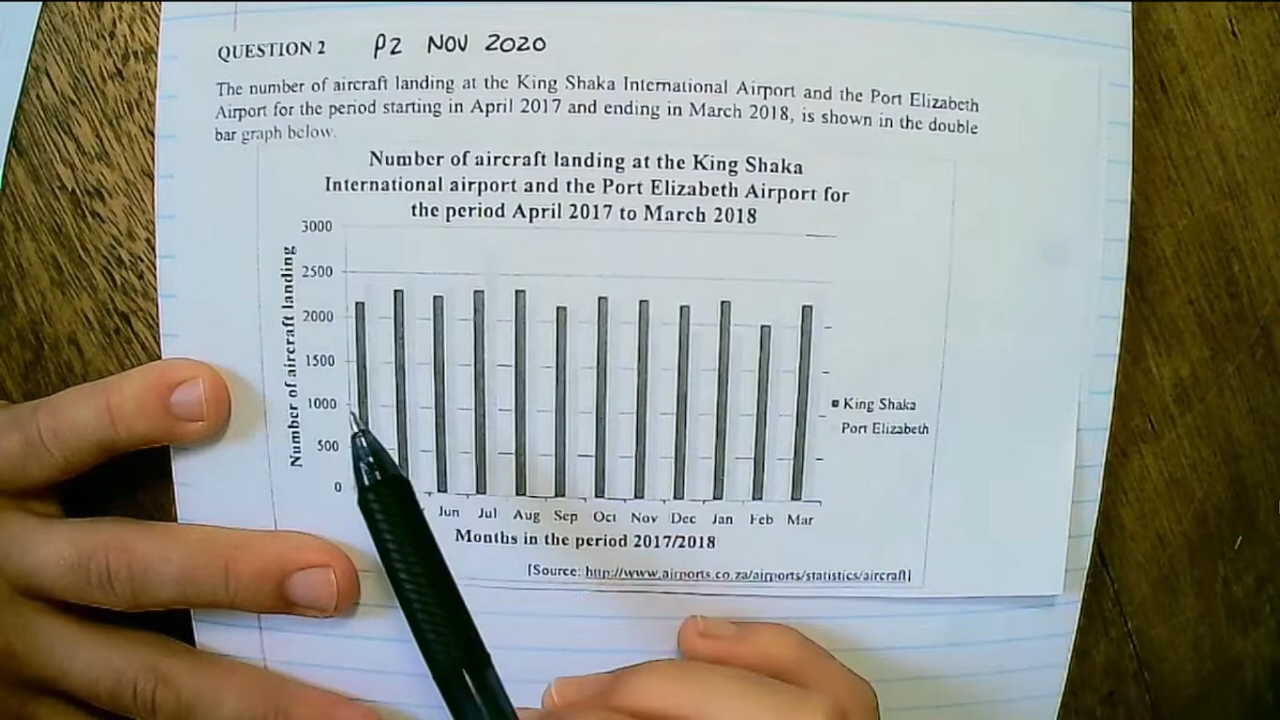 QUESTION 2 P2 NOV 2020
The number of aircraft landing at the King Shaka International Airport and the Port Elizabeth
Airport for the period starting in April 2017 and ending in March 2018, is shown in the double
bar graph below.
Number of aircraft landing at the King Shaka
International airport and the Port Elizabeth Airport for
the period April 2017 to March 2018
Number of aircraft landing
3000
2500
2000
1500
1000
500
0
King Shaka
Port Elizabeth
Jun Jul Aug Sep Oct Nov Dec Jan Feb Mar
Months in the period 2017/2018
[Source: http://www.airports.co.za/airports/statistics/aircraft]